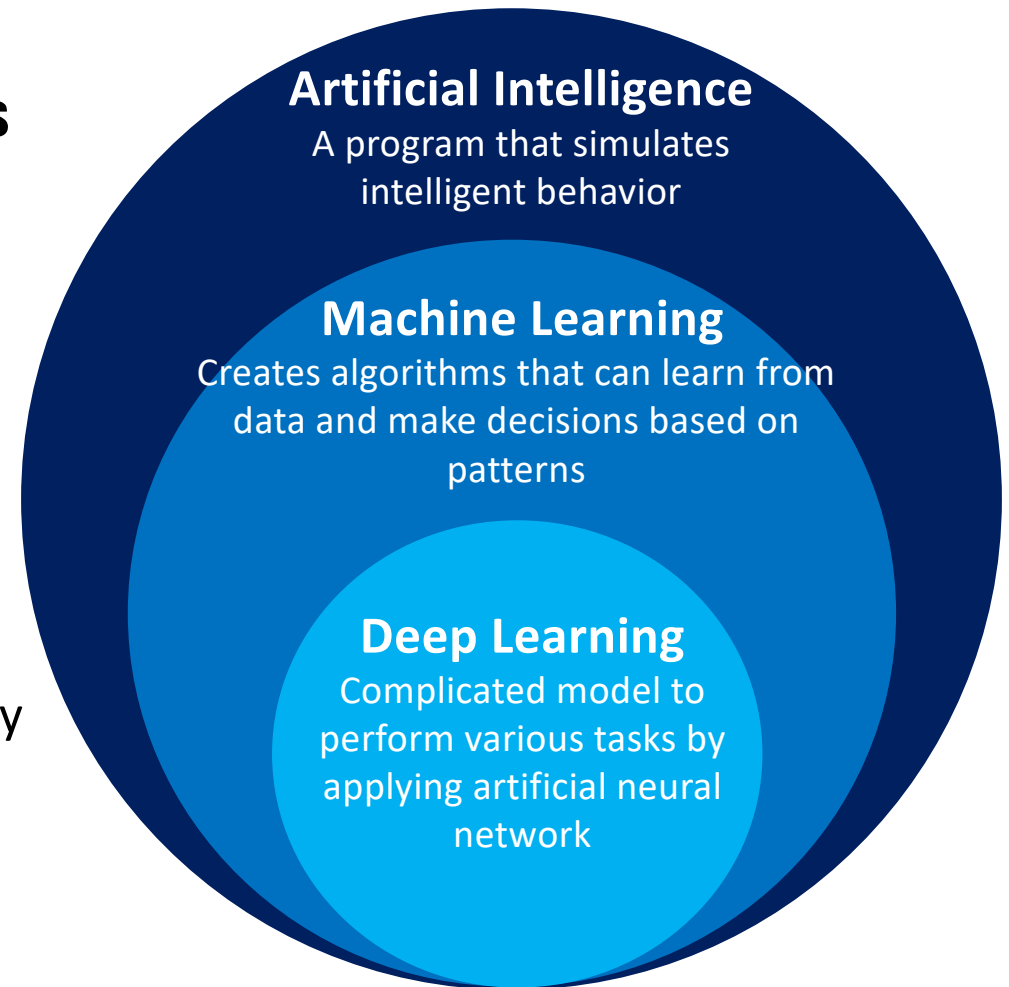 s
Artificial Intelligence
A program that simulates
intelligent behavior
Machine Learning
Creates algorithms that can learn from
data and make decisions based on
patterns
Deep Learning
Complicated model to
y
perform various tasks by
applying artificial neural
network